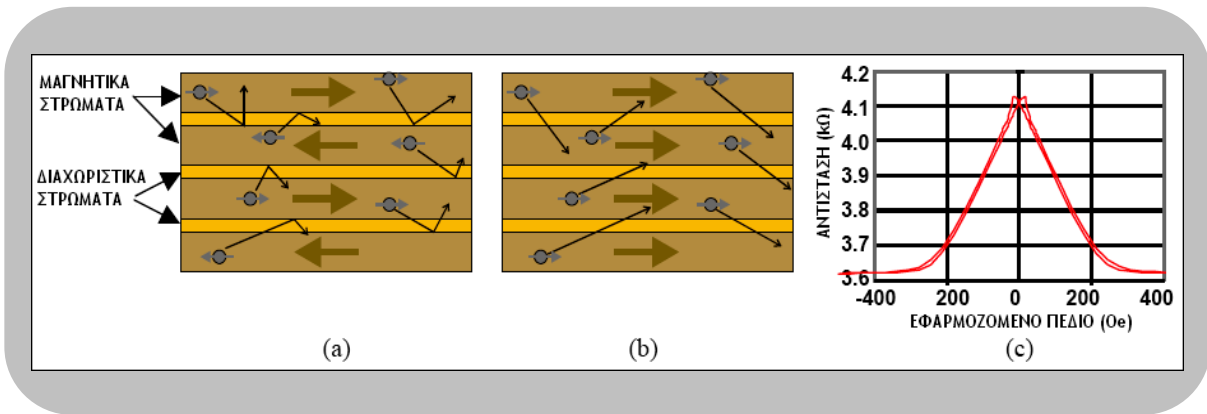 ΜΑΓΝΗΤΙΚΑ
ΣΤΡΩΜΑΤΑ
ΔΙΑΧΩΡΙΣΤΙΚΑ
ΣΤΡΩΜΑΤΑ
(a)
(b)
ΑΝΤΙΣΤΑΣΗ (kΩ)
4.2
4.1
4.0
3.9
3.8
3.7
3.6
-400 200 0 200 400
ΕΦΑΡΜΟΖΟΜΕΝΟ ΠΕΔΙΟ (Oe)
(c)